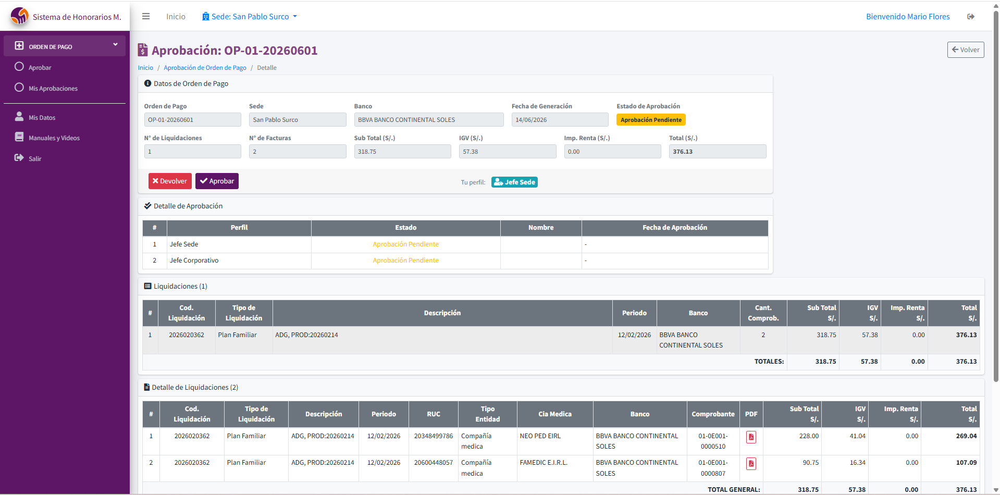 Sistema de Honorarios M.
Inicio
Sede: San Pablo Surco
Bienvenido Mario Flores
ORDEN DE PAGO
Aprobar
Mis Aprobaciones
Mis Datos
Manuales y Videos
Salir
Aprobación: OP-01-20260601
Volver
Inicio / Aprobación de Orden de Pago / Detalle
Datos de Orden de Pago
Orden de Pago Sede Banco Fecha de Generación Estado de Aprobación
OP-01-20260601 San Pablo Surco BBVA BANCO CONTINENTAL SOLES 14/06/2026 Aprobación Pendiente
N° de Liquidaciones N° de Facturas Sub Total (S/.) IGV (S/.) Imp. Renta (S/.) Total (S/.)
1 2 318.75 57.38 0.00 376.13
Devolver Aprobar Tu perfil: Jefe Sede
Detalle de Aprobación
# Perfil Estado Nombre Fecha de Aprobación
1 Jefe Sede Aprobación Pendiente -
2 Jefe Corporativo Aprobación Pendiente -
Liquidaciones (1)
# Cod. Liquidación Tipo de Liquidación Descripción Periodo Banco Cant. Comprob. Sub Total S/. IGV S/. Imp. Renta S/. Total S/.
1 2026020362 Plan Familiar ADG, PROD:20260214 12/02/2026 BBVA BANCO CONTINENTAL SOLES 2 318.75 57.38 0.00 376.13
TOTALES: 318.75 57.38 0.00 376.13
Detalle de Liquidaciones (2)
# Cod. Liquidación Tipo de Liquidación Descripción Periodo RUC Tipo Entidad Cia Medica Banco Comprobante PDF Sub Total S/. IGV S/. Imp. Renta S/. Total S/.
1 2026020362 Plan Familiar ADG, PROD:20260214 12/02/2026 20348499786 Compañía medica NEO PED EIRL BBVA BANCO CONTINENTAL SOLES 01-0E001-0000510 228.00 41.04 0.00 269.04
2 2026020362 Plan Familiar ADG, PROD:20260214 12/02/2026 20600448057 Compañía medica FAMEDIC E.I.R.L. BBVA BANCO CONTINENTAL SOLES 01-0E001-0000807 90.75 16.34 0.00 107.09
TOTAL GENERAL: 318.75 57.38 0.00 376.13